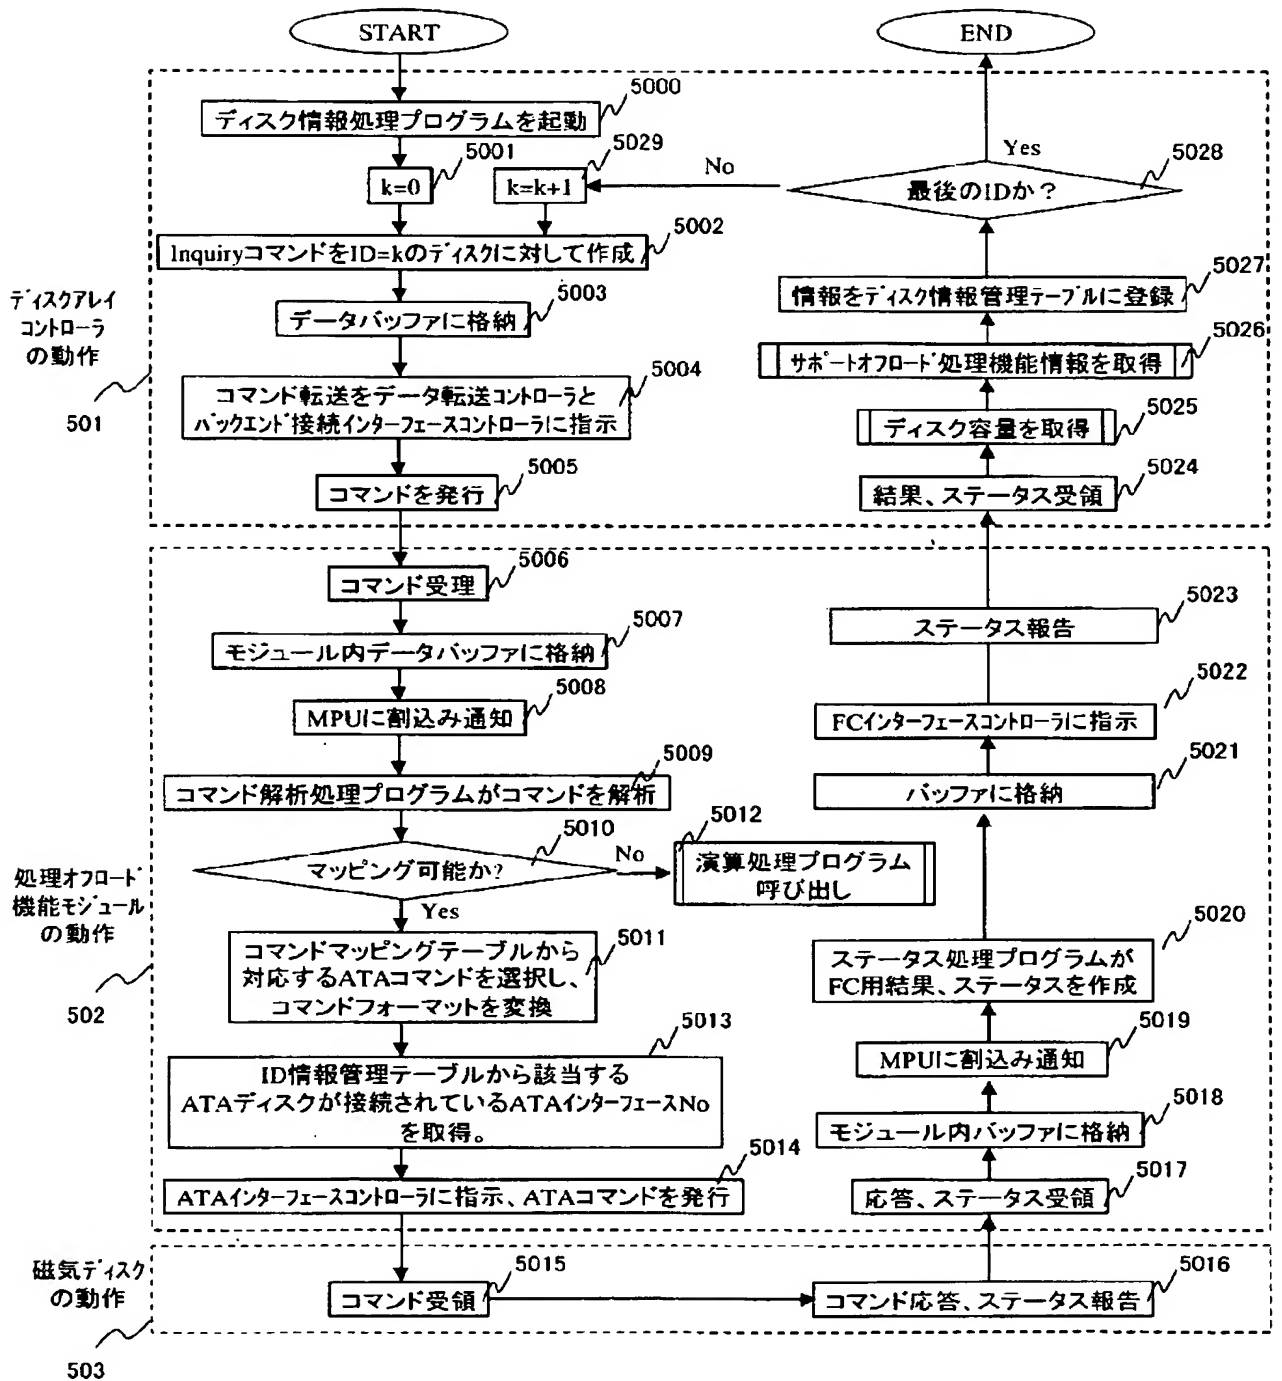 START
5000
ディスク情報処理プログラムを起動
5001
k=0
5029
k=k+1
5002
InquiryコマンドをID=kのディスクに対して作成
5003
データバッファに格納
5004
コマンド転送をデータ転送コントローラと
バックエンド接続インターフェースコントローラに指示
5005
コマンドを発行
ディスクアレイ
コントローラ
の動作
501
END
Yes
No
5028
最後のIDか?
5027
情報をディスク情報管理テーブルに登録
5026
サポートオフロード処理機能情報を取得
5025
ディスク容量を取得
5024
結果、ステータス受領
5006
コマンド受理
5007
モジュール内データバッファに格納
5008
MPUに割込み通知
5009
コマンド解析処理プログラムがコマンドを解析
5010
マッピング可能か?
No
Yes
5012
演算処理プログラム
呼び出し
5011
コマンドマッピングテーブルから
対応するATAコマンドを選択し、
コマンドフォーマットを変換
5013
ID情報管理テーブルから該当する
ATAディスクが接続されているATAインターフェースNo
を取得。
5014
ATAインターフェースコントローラに指示、ATAコマンドを発行
処理オフロード
機能モジュール
の動作
502
5023
ステータス報告
5022
FCインターフェースコントローラに指示
5021
バッファに格納
5020
ステータス処理プログラムが
FC用結果、ステータスを作成
5019
MPUに割込み通知
5018
モジュール内バッファに格納
5017
応答、ステータス受領
磁気ディスク
の動作
503
5015
コマンド受領
5016
コマンド応答、ステータス報告